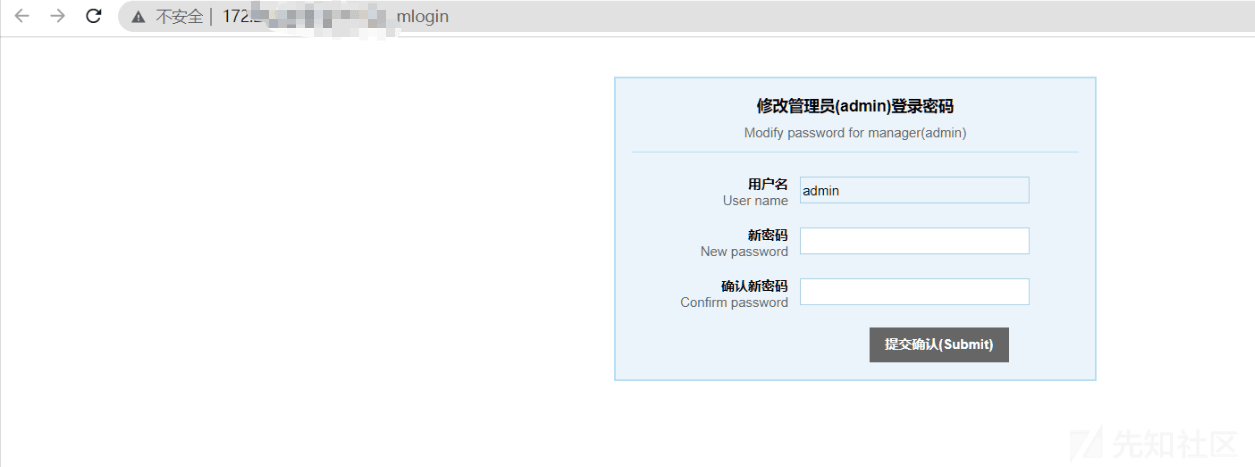 不安全 | 172. mlogin
修改管理员(admin)登录密码
Modify password for manager(admin)
用户名
User name
admin
新密码
New password
确认新密码
Confirm password
提交确认(Submit)
先知社区